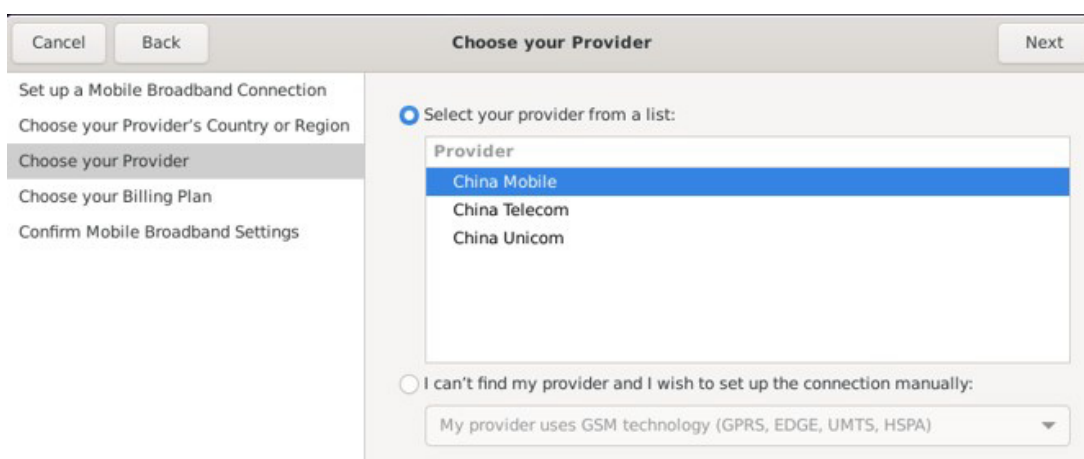 Cancel Back Choose your Provider Next
Set up a Mobile Broadband Connection
Choose your Provider's Country or Region
Choose your Provider
Choose your Billing Plan
Confirm Mobile Broadband Settings
Select your provider from a list:
Provider
China Mobile
China Telecom
China Unicom
I can't find my provider and I wish to set up the connection manually:
My provider uses GSM technology (GPRS, EDGE, UMTS, HSPA)